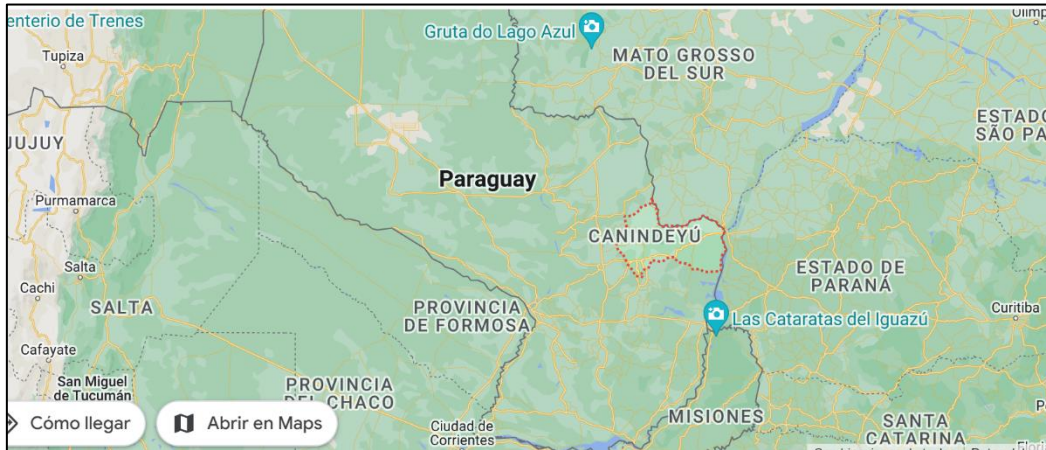 enterio de Trenes
Tupiza
Gruta do Lago Azul
MATO GROSSO
DEL SUR
ESTADO
SÃO PA
JUJUY
Purmamarca
Paraguay
CANINDEYÚ
Salta
Cachi
SALTA
ESTADO DE
PARANÁ
PROVINCIA
DE FORMOSA
Las Cataratas del Iguazú
Curitiba
Cafayate
San Miguel
de Tucumán
PROVINCIA
DEL CHACO
MISIONES
SANTA
CATARINA
Cómo llegar
Abrir en Maps
Ciudad de
Corrientes